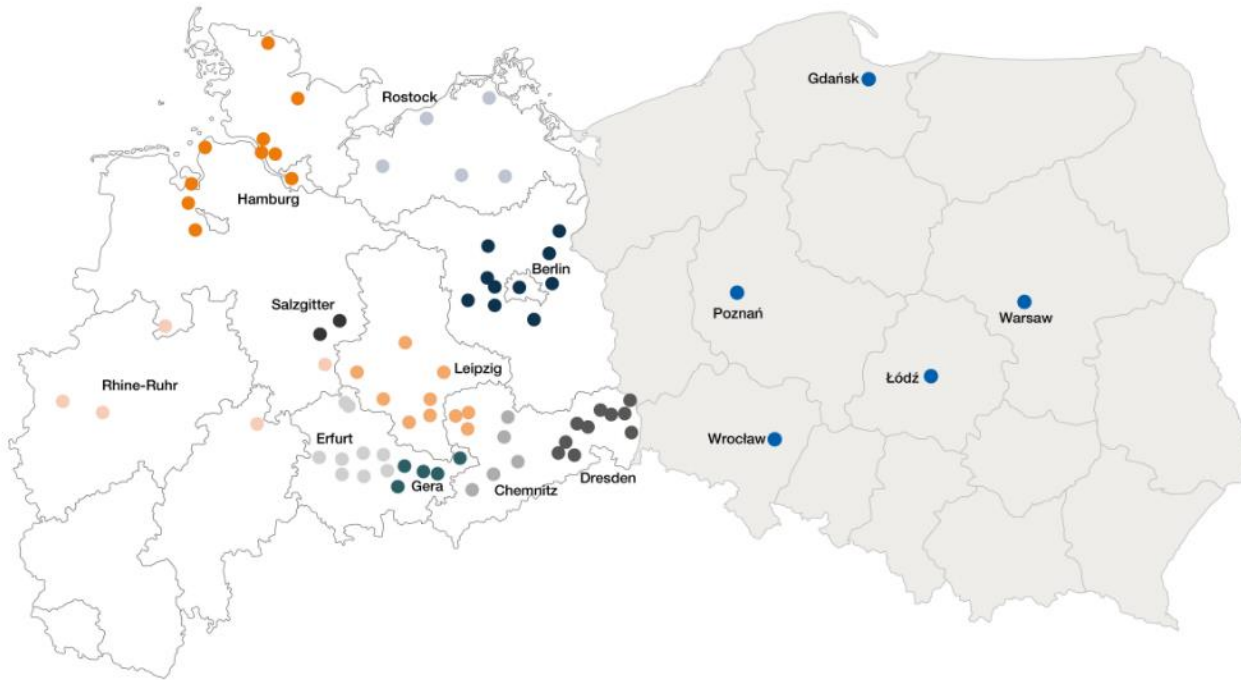 Gdańsk
Rostock
Hamburg
Berlin
Salzgitter
Poznań
Warsaw
Rhine-Ruhr
Leipzig
Łódź
Erfurt
Wrocław
Gera
Chemnitz
Dresden